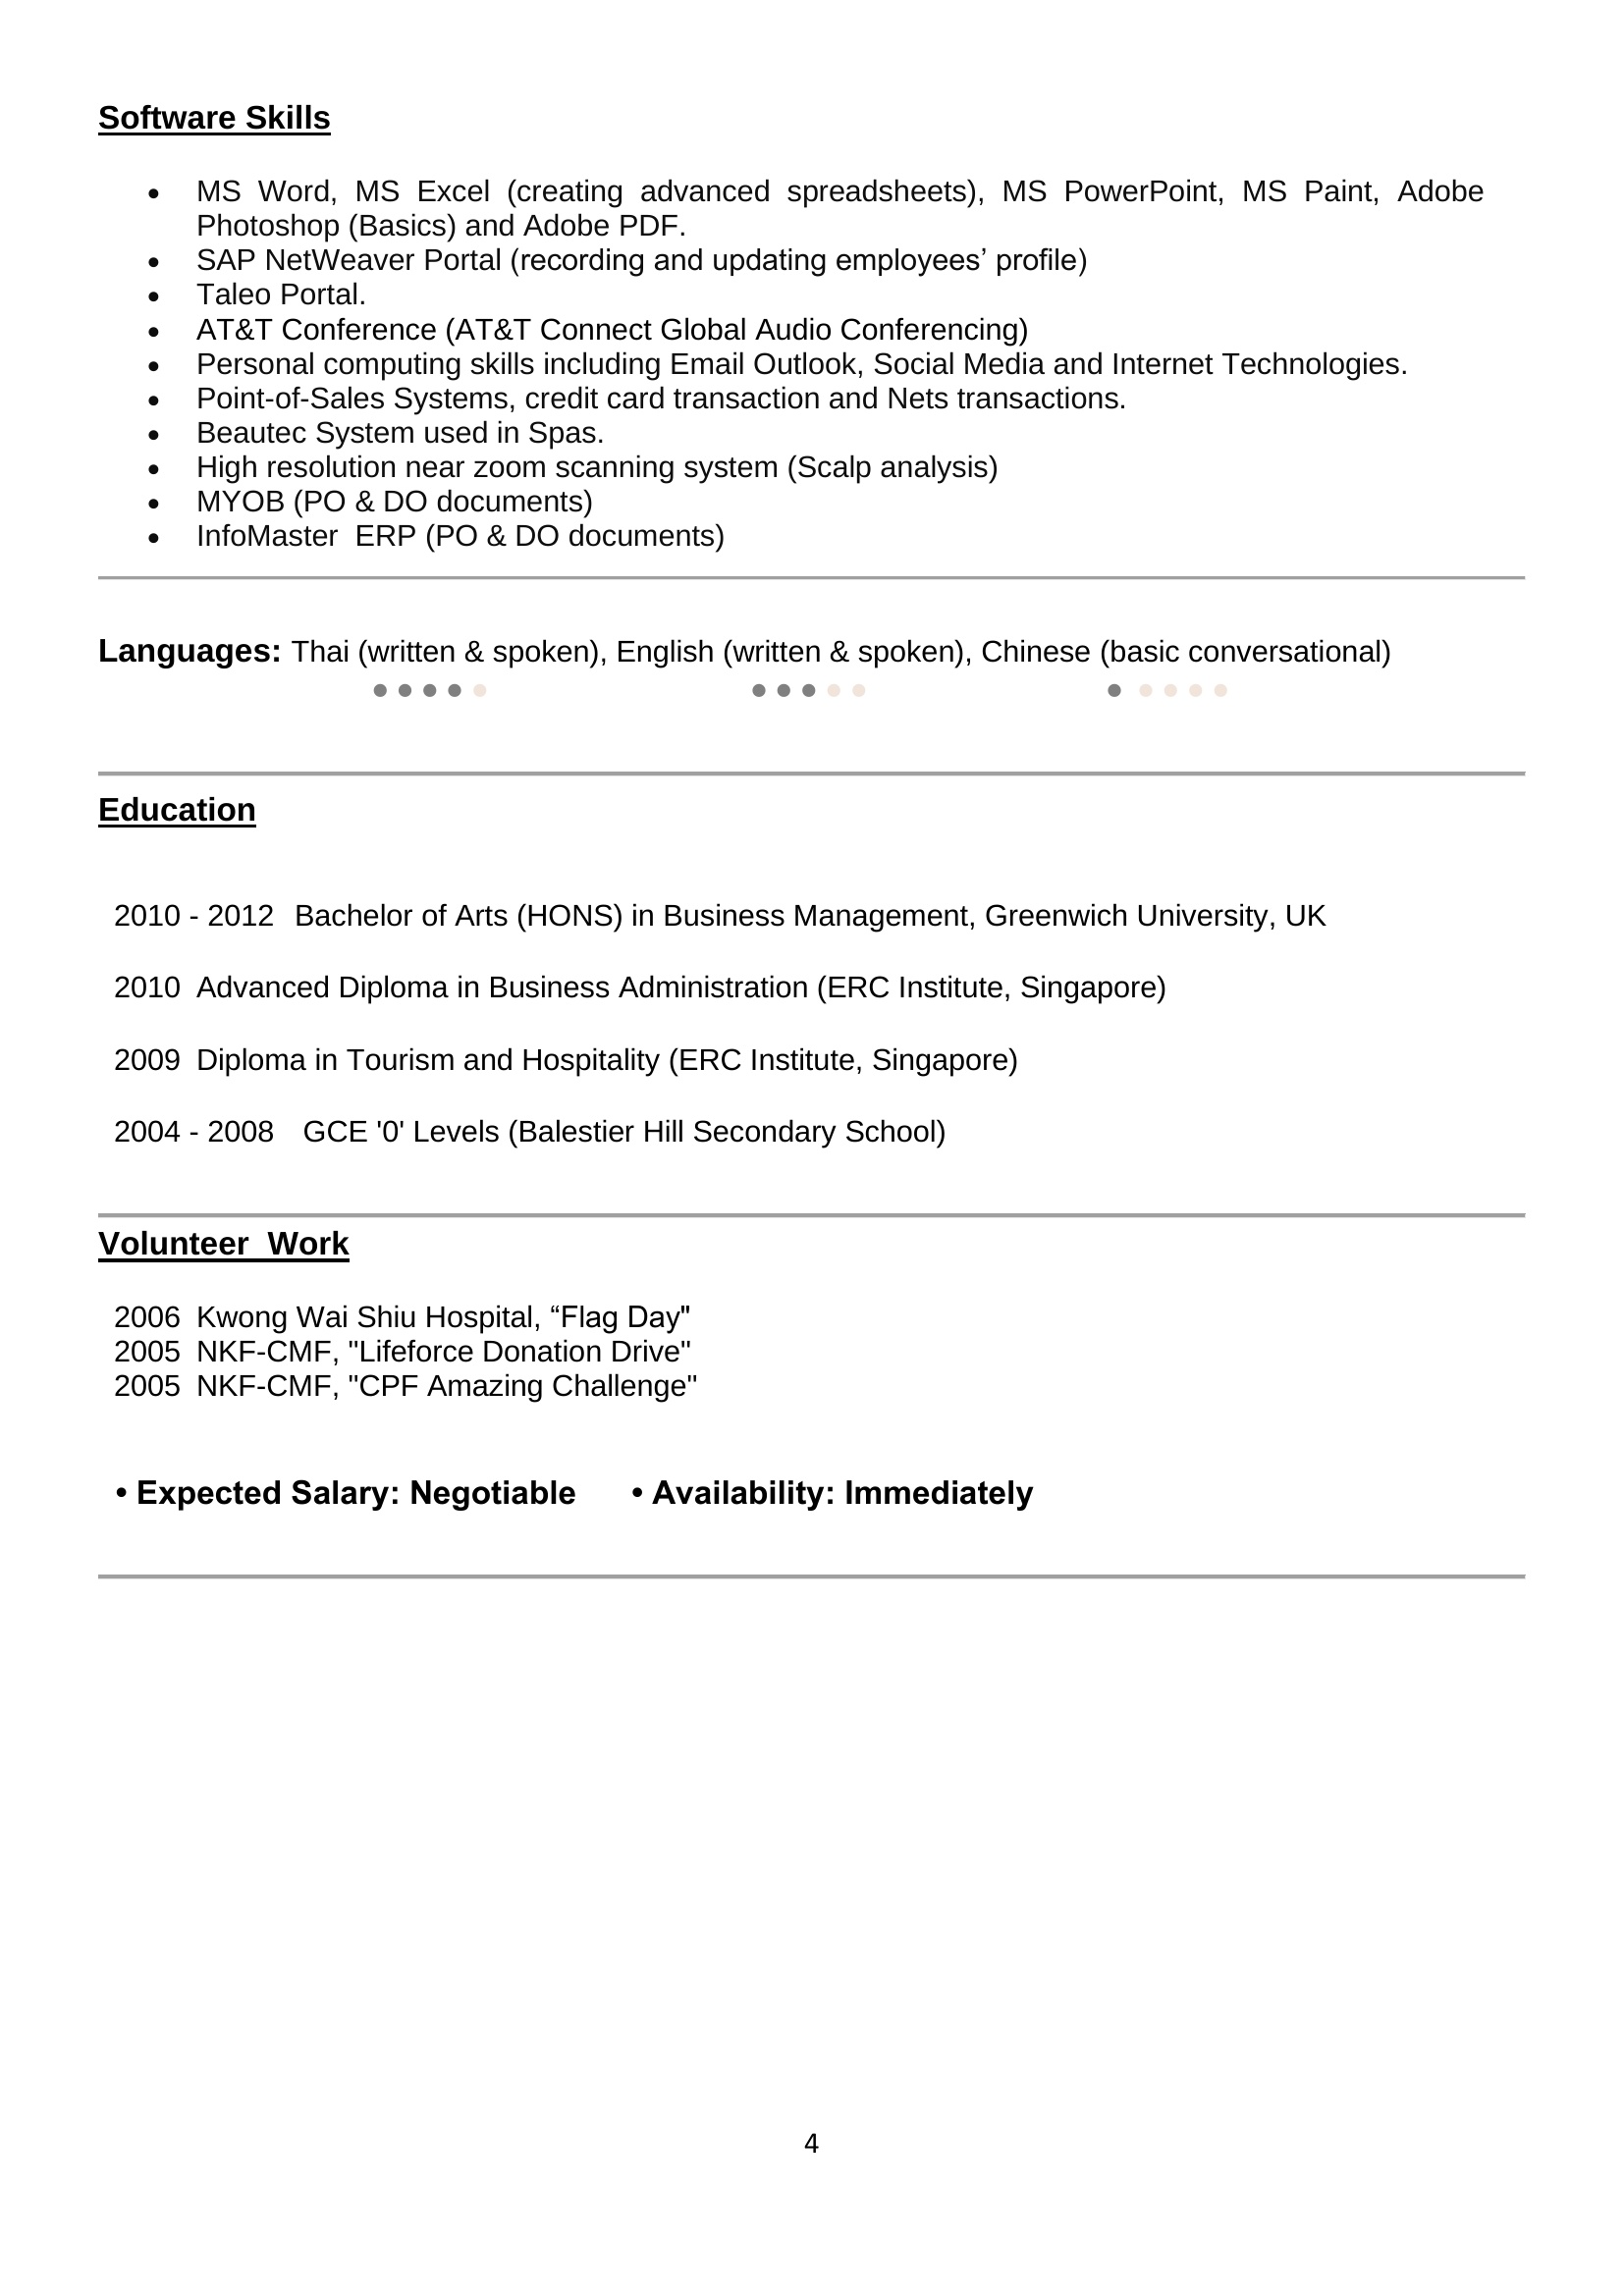 Software Skills
• MS Word, MS Excel (creating advanced spreadsheets), MS PowerPoint, MS Paint, Adobe
Photoshop (Basics) and Adobe PDF.
• SAP NetWeaver Portal (recording and updating employees’ profile)
• Taleo Portal.
• AT&T Conference (AT&T Connect Global Audio Conferencing)
• Personal computing skills including Email Outlook, Social Media and Internet Technologies.
• Point-of-Sales Systems, credit card transaction and Nets transactions.
• Beautec System used in Spas.
• High resolution near zoom scanning system (Scalp analysis)
• MYOB (PO & DO documents)
• InfoMaster  ERP (PO & DO documents)
Languages: Thai (written & spoken), English (written & spoken), Chinese (basic conversational)
Education
2010 - 2012  Bachelor of Arts (HONS) in Business Management, Greenwich University, UK
2010  Advanced Diploma in Business Administration (ERC Institute, Singapore)
2009  Diploma in Tourism and Hospitality (ERC Institute, Singapore)
2004 - 2008   GCE '0' Levels (Balestier Hill Secondary School)
Volunteer  Work
2006  Kwong Wai Shiu Hospital, “Flag Day"
2005  NKF-CMF, "Lifeforce Donation Drive"
2005  NKF-CMF, "CPF Amazing Challenge"
• Expected Salary: Negotiable      • Availability: Immediately
4